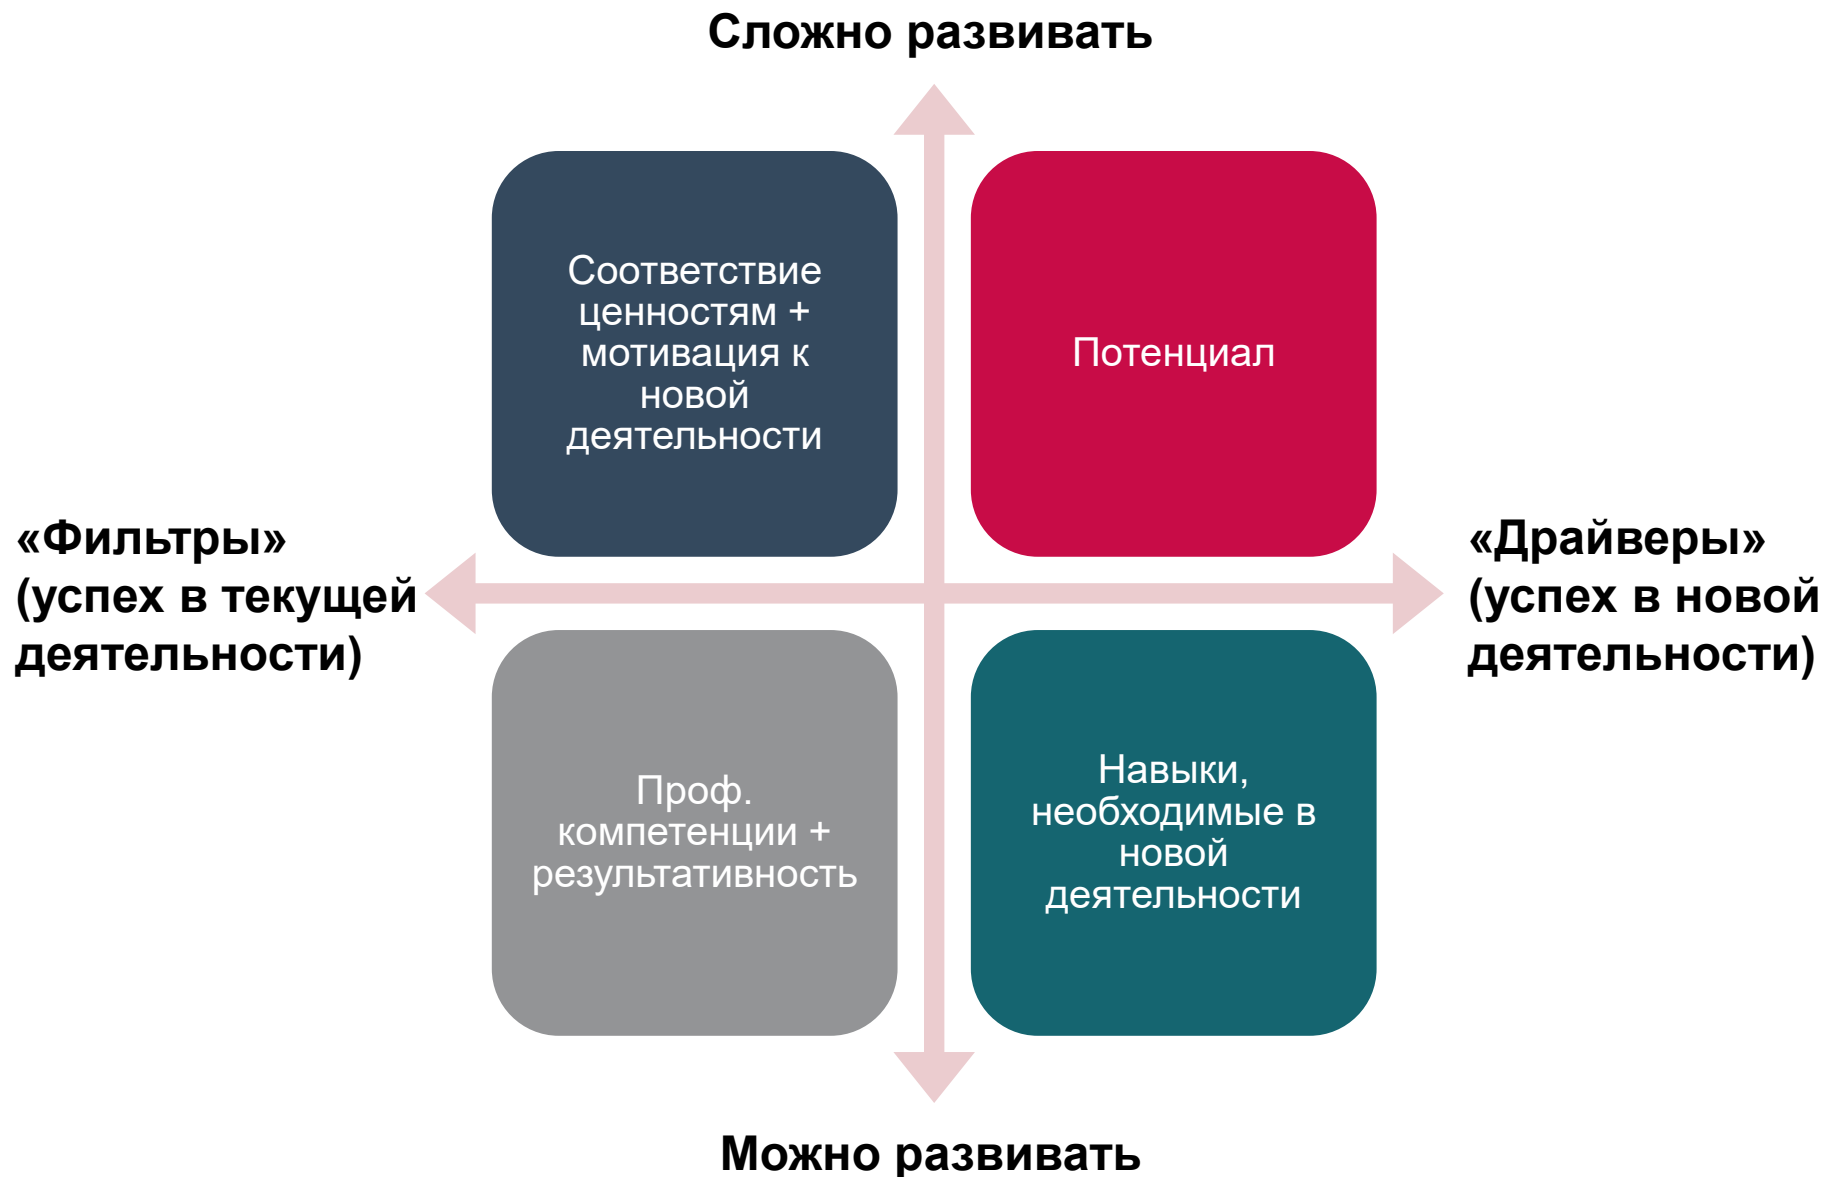 Сложно развивать
Соответствие
ценностям +
мотивация к
новой
деятельности
Потенциал
«Фильтры»
(успех в текущей
деятельности)
«Драйверы»
(успех в новой
деятельности)
Проф.
компетенции +
результативность
Навыки,
необходимые в
новой
деятельности
Можно развивать